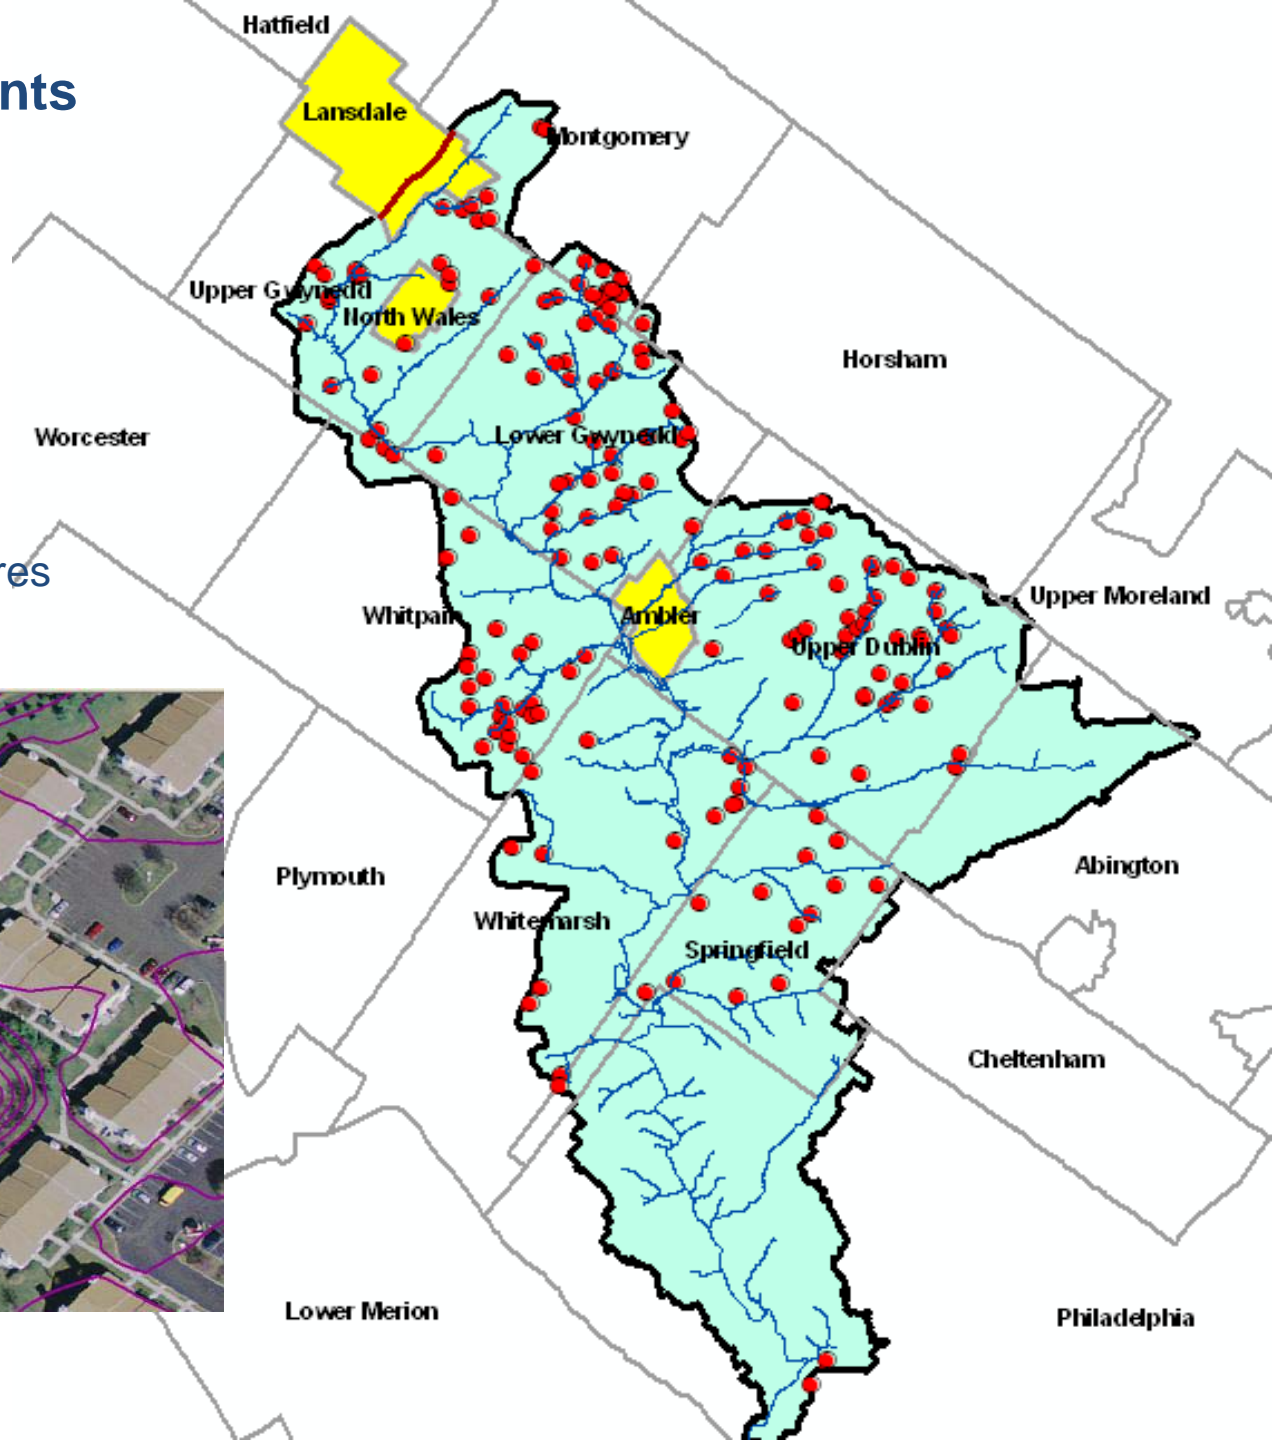 Hatfield
nts
Lansdale
Montgomery
Upper Gwynedd
North Wales
Horsham
Worcester
Lower Gwynedd
res
Upper Moreland
Whitpain
Ambler
Upper Dublin
Plymouth
Abington
Whitemarsh
Springfield
Cheltenham
Lower Merion
Philadelphia